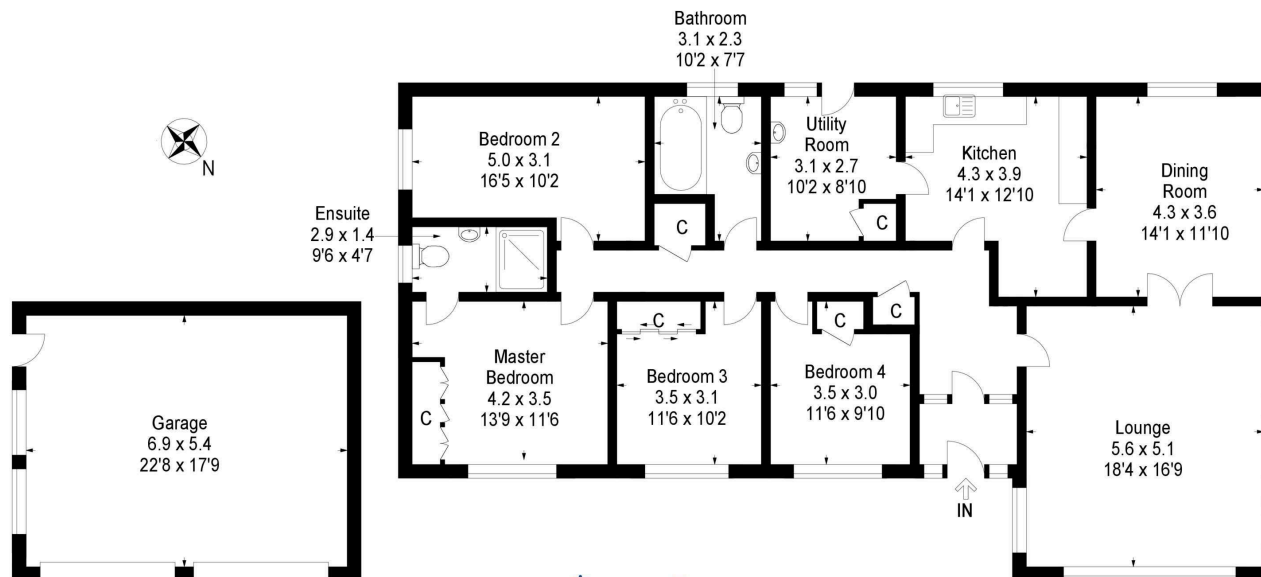 Bathroom
3.1 x 2.3
10'2 x 7'7
Bedroom 2
5.0 x 3.1
16'5 x 10'2
Utility
Room
3.1 x 2.7
10'2 x 8'10
Kitchen
4.3 x 3.9
14'1 x 12'10
Dining
Room
4.3 x 3.6
14'1 x 11'10
N
Ensuite
2.9 x 1.4
9'6 x 4'7
C
C
C
C
C
C
Master
Bedroom
4.2 x 3.5
13'9 x 11'6
Bedroom 3
3.5 x 3.1
11'6 x 10'2
Bedroom 4
3.5 x 3.0
11'6 x 9'10
Garage
6.9 x 5.4
22'8 x 17'9
Lounge
5.6 x 5.1
18'4 x 16'9
IN